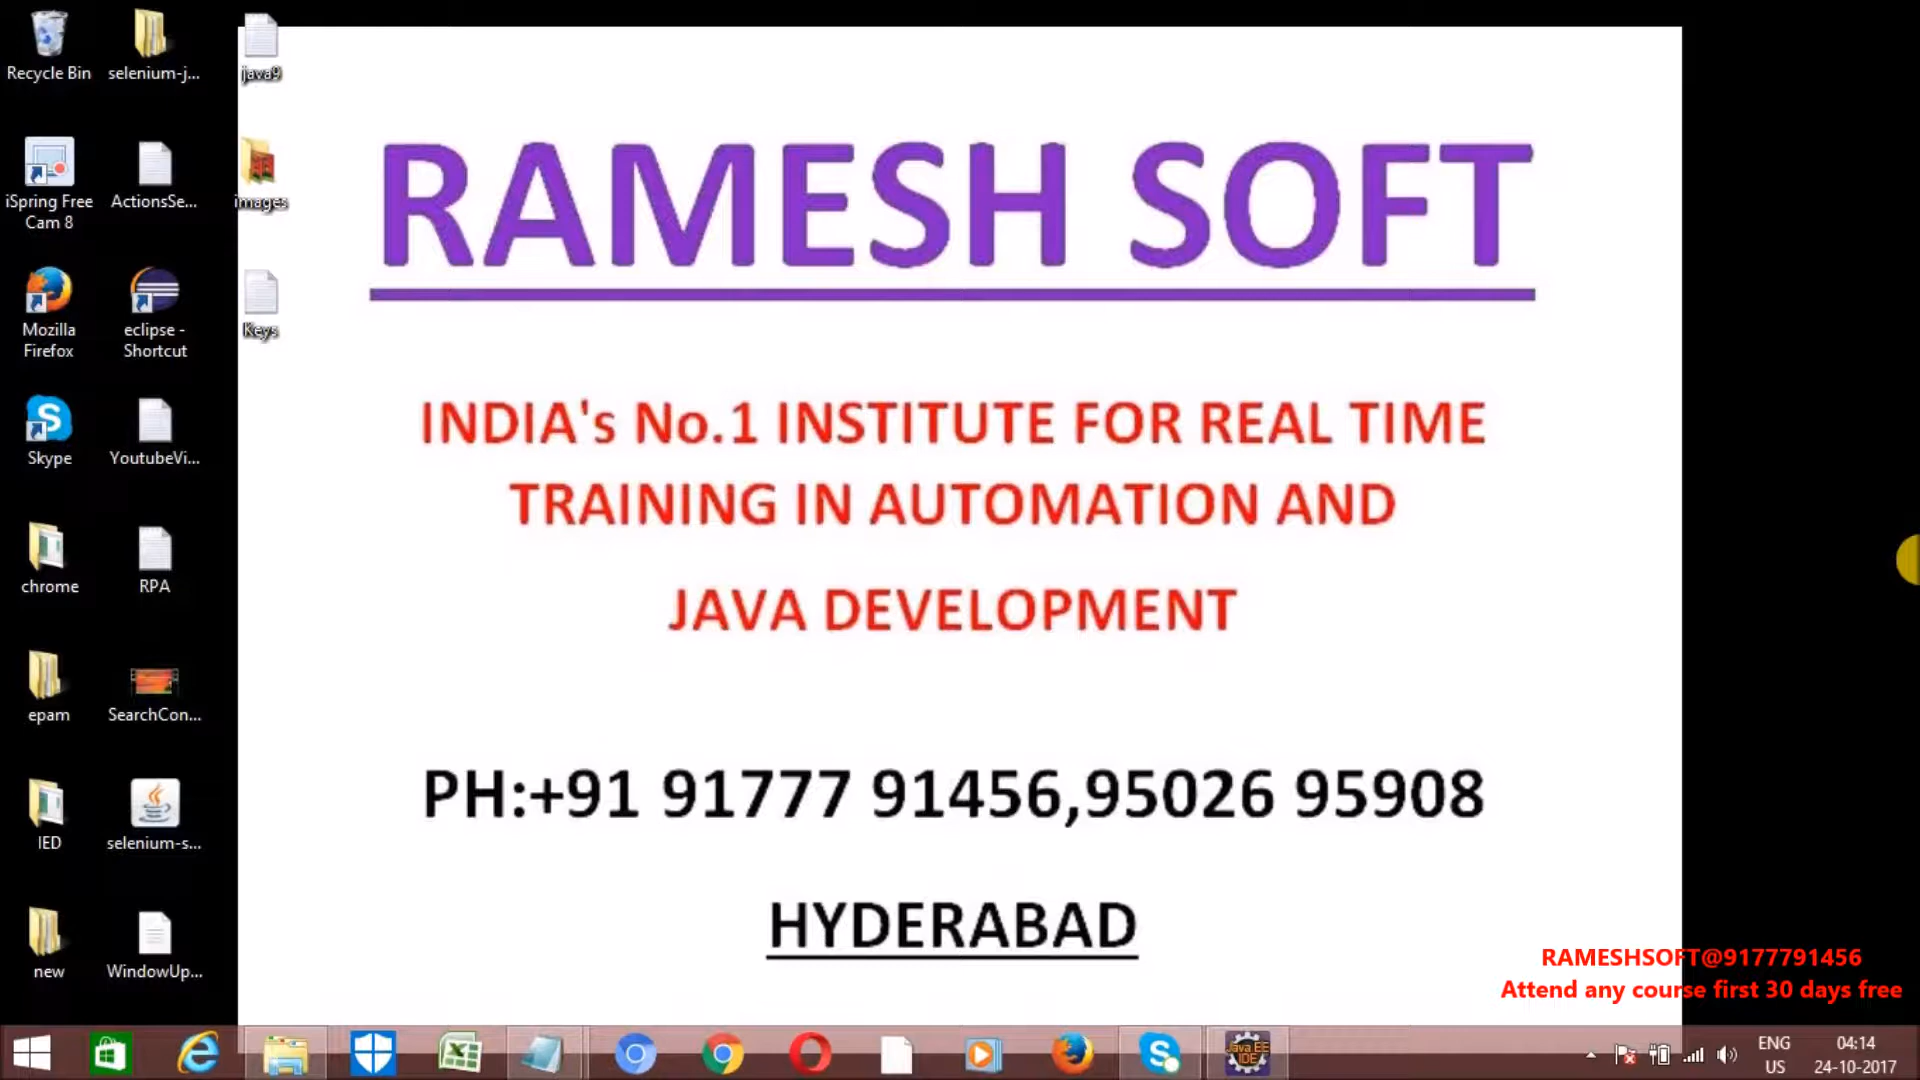 Recycle Bin
selenium-j...
java9
iSpring Free
Cam 8
ActionsSe...
images
Mozilla
Firefox
eclipse -
Shortcut
Keys
Skype
YoutubeVi...
chrome
RPA
epam
SearchCon...
IED
selenium-s...
new
WindowUp...
RAMESH SOFT
INDIA's No.1 INSTITUTE FOR REAL TIME
TRAINING IN AUTOMATION AND
JAVA DEVELOPMENT
PH:+91 91777 91456,95026 95908
HYDERABAD
RAMESHSOFT@9177791456
Attend any course first 30 days free
Java EE
IDE
ENG
US
04:14
24-10-2017